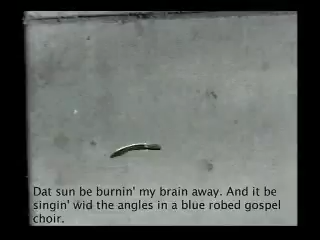 Dat sun be burnin' my brain away. And it be
singin' wid the angles in a blue robed gospel
choir.